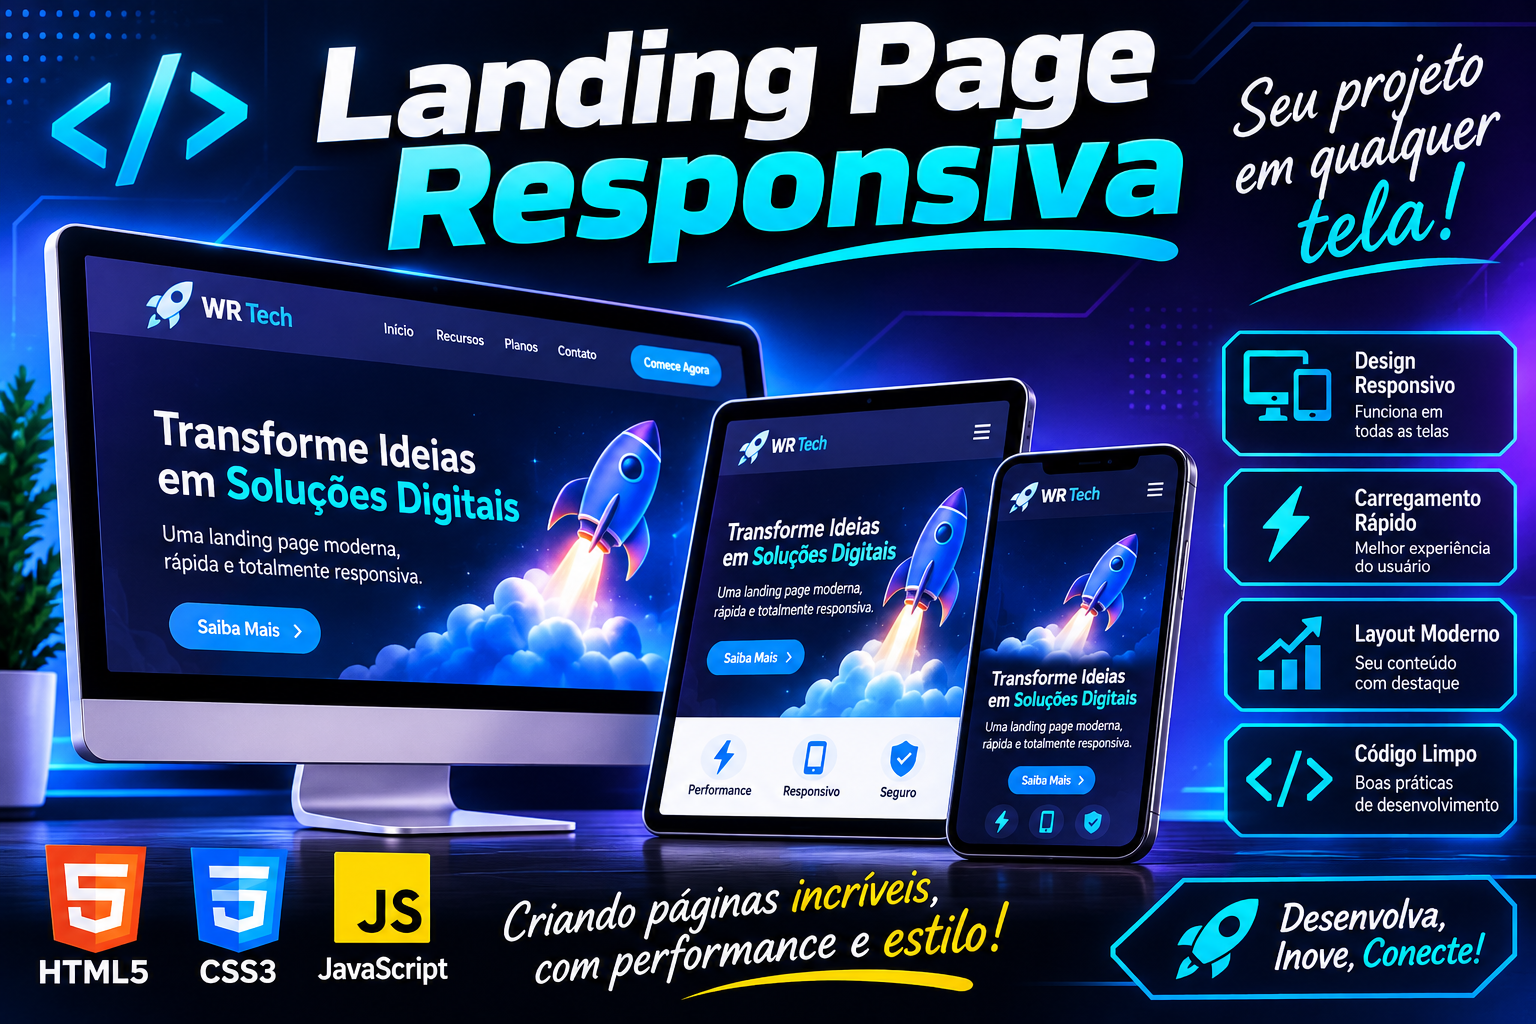 </>
Landing Page
Responsiva
Seu projeto
em qualquer
tela!
WR Tech
Início
Recursos
Planos
Contato
Comece Agora
Transforme Ideias
em Soluções Digitais
Uma landing page moderna,
rápida e totalmente responsiva.
Saiba Mais
WR Tech
Transforme Ideias
em Soluções Digitais
Uma landing page moderna,
rápida e totalmente responsiva.
Saiba Mais
Performance
Responsivo
Seguro
WR Tech
Transforme Ideias
em Soluções Digitais
Uma landing page moderna,
rápida e totalmente responsiva.
Saiba Mais
Design
Responsivo
Funciona em
todas as telas
Carregamento
Rápido
Melhor experiência
do usuário
Layout Moderno
Seu conteúdo
com destaque
</>
Código Limpo
Boas práticas
de desenvolvimento
5
HTML5
3
CSS3
JS
JavaScript
Criando páginas incríveis,
com performance e estilo!
Desenvolva,
Inove, Conecte!